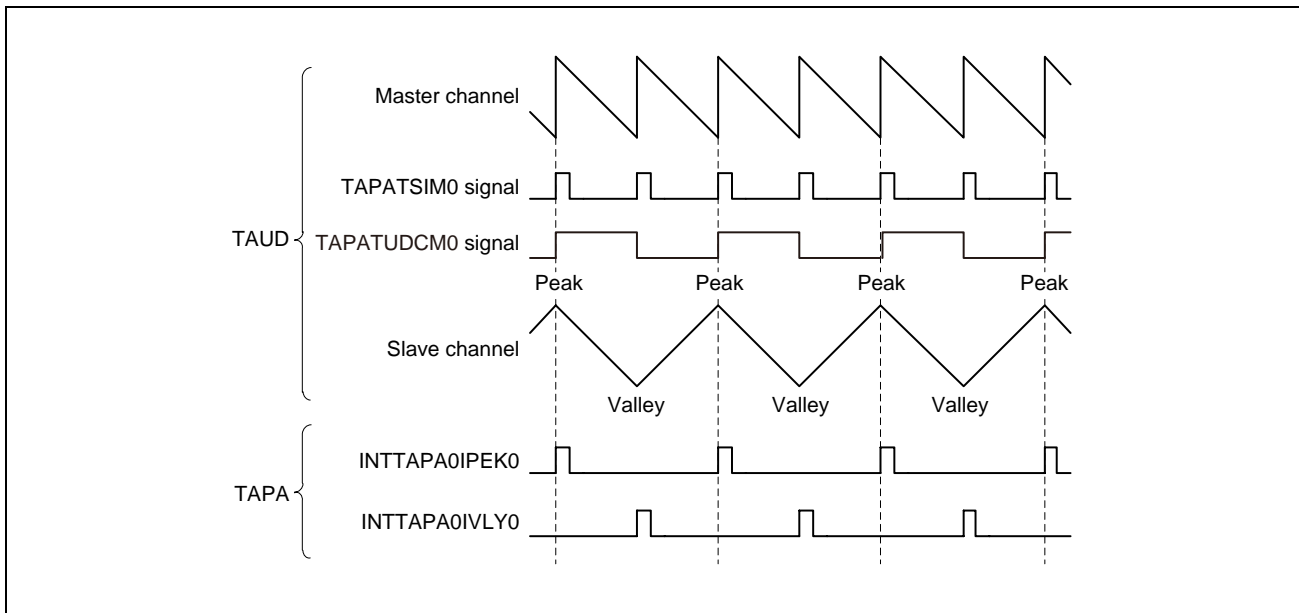 Master channel
TAPATSIM0 signal
TAUD
TAPATUDCM0 signal
Peak Peak Peak Peak
Slave channel
Valley Valley Valley
INTTAPA0IPEK0
TAPA
INTTAPA0IVLY0